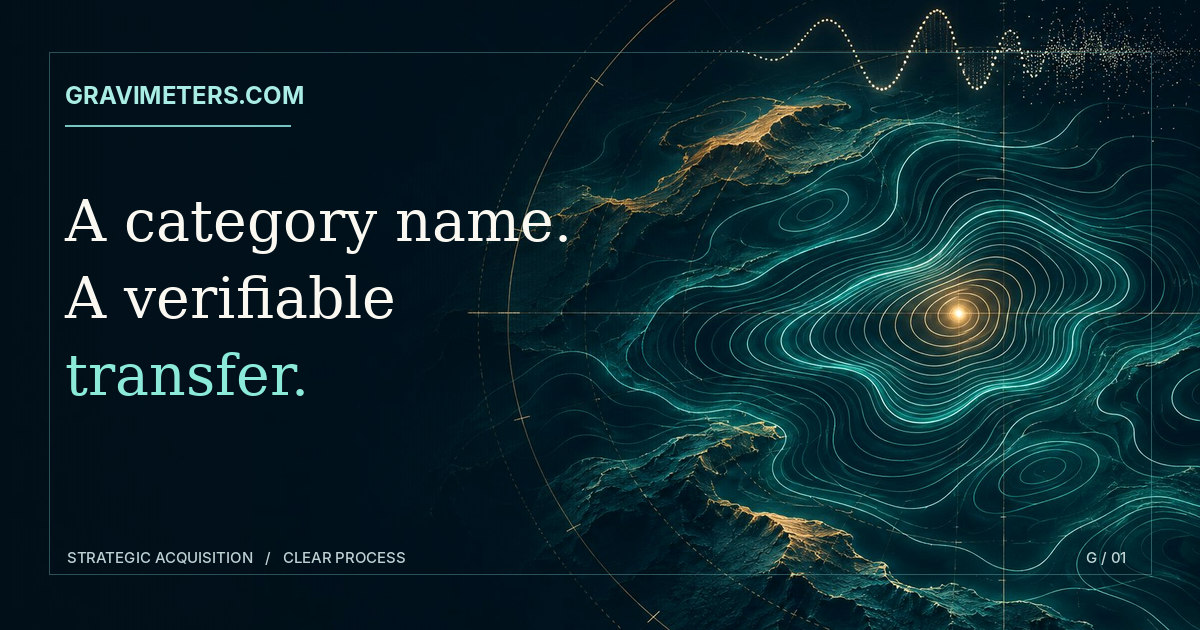 GRAVIMETERS.COM
A category name.
A verifiable
transfer.
STRATEGIC ACQUISITION / CLEAR PROCESS
G / 01